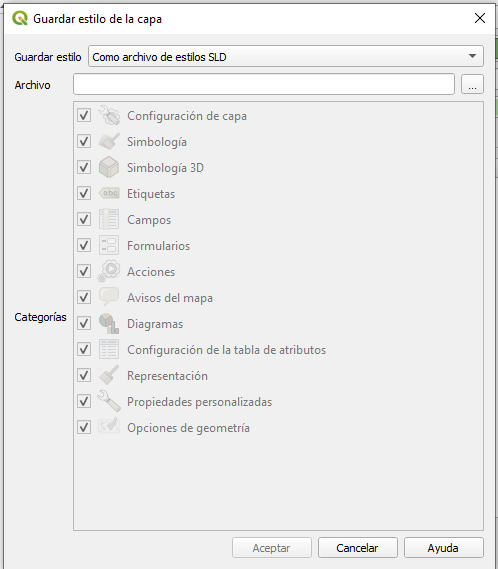 Guardar estilo de la capa
Guardar estilo Como archivo de estilos SLD
Archivo ...
Configuración de capa
Simbología
Simbología 3D
abc Etiquetas
Campos
Formularios
Acciones
Avisos del mapa
Categorías
Diagramas
Configuración de la tabla de atributos
Representación
Propiedades personalizadas
Opciones de geometría
Aceptar Cancelar Ayuda